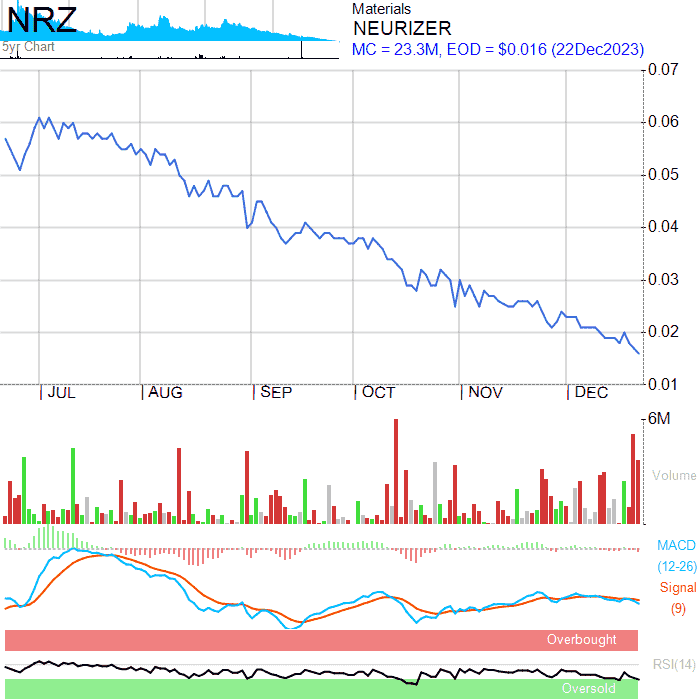 NRZ
5yr Chart
Materials
NEURIZER
MC = 23.3M, EOD = $0.016 (22Dec2023)
0.07
0.06
0.05
0.04
0.03
0.02
0.01
JUL AUG SEP OCT NOV DEC
6M
Volume
MACD
(12-26)
Signal
(9)
Overbought
RSI(14)
Oversold